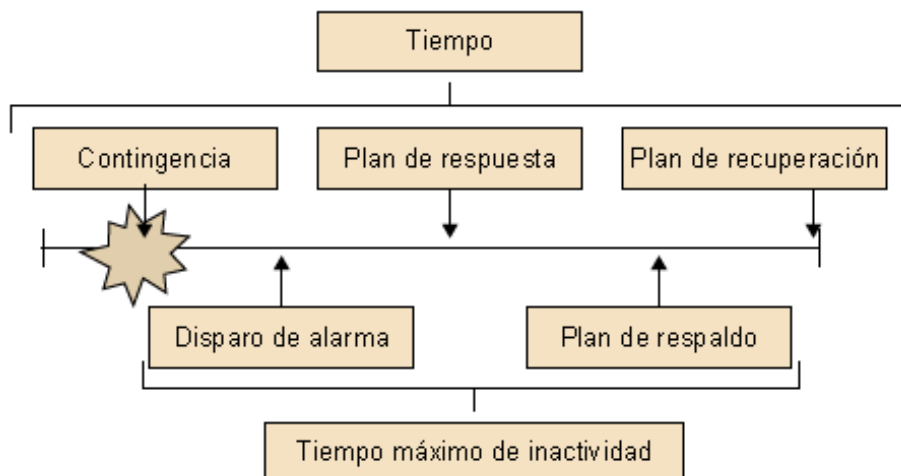 Tiempo
Contingencia
Plan de respuesta
Plan de recuperación
Disparo de alarma
Plan de respaldo
Tiempo máximo de inactividad